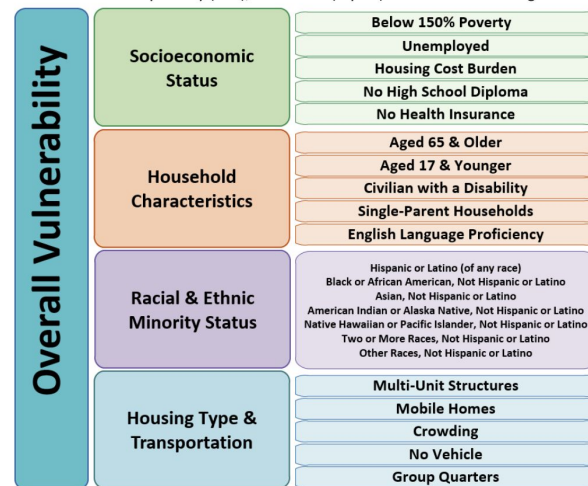 Overall Vulnerability
Socioeconomic
Status
Below 150% Poverty
Unemployed
Housing Cost Burden
No High School Diploma
No Health Insurance
Household
Characteristics
Aged 65 & Older
Aged 17 & Younger
Civilian with a Disability
Single-Parent Households
English Language Proficiency
Racial & Ethnic
Minority Status
Hispanic or Latino (of any race)
Black or African American, Not Hispanic or Latino
Asian, Not Hispanic or Latino
American Indian or Alaska Native, Not Hispanic or Latino
Native Hawaiian or Pacific Islander, Not Hispanic or Latino
Two or More Races, Not Hispanic or Latino
Other Races, Not Hispanic or Latino
Housing Type &
Transportation
Multi-Unit Structures
Mobile Homes
Crowding
No Vehicle
Group Quarters